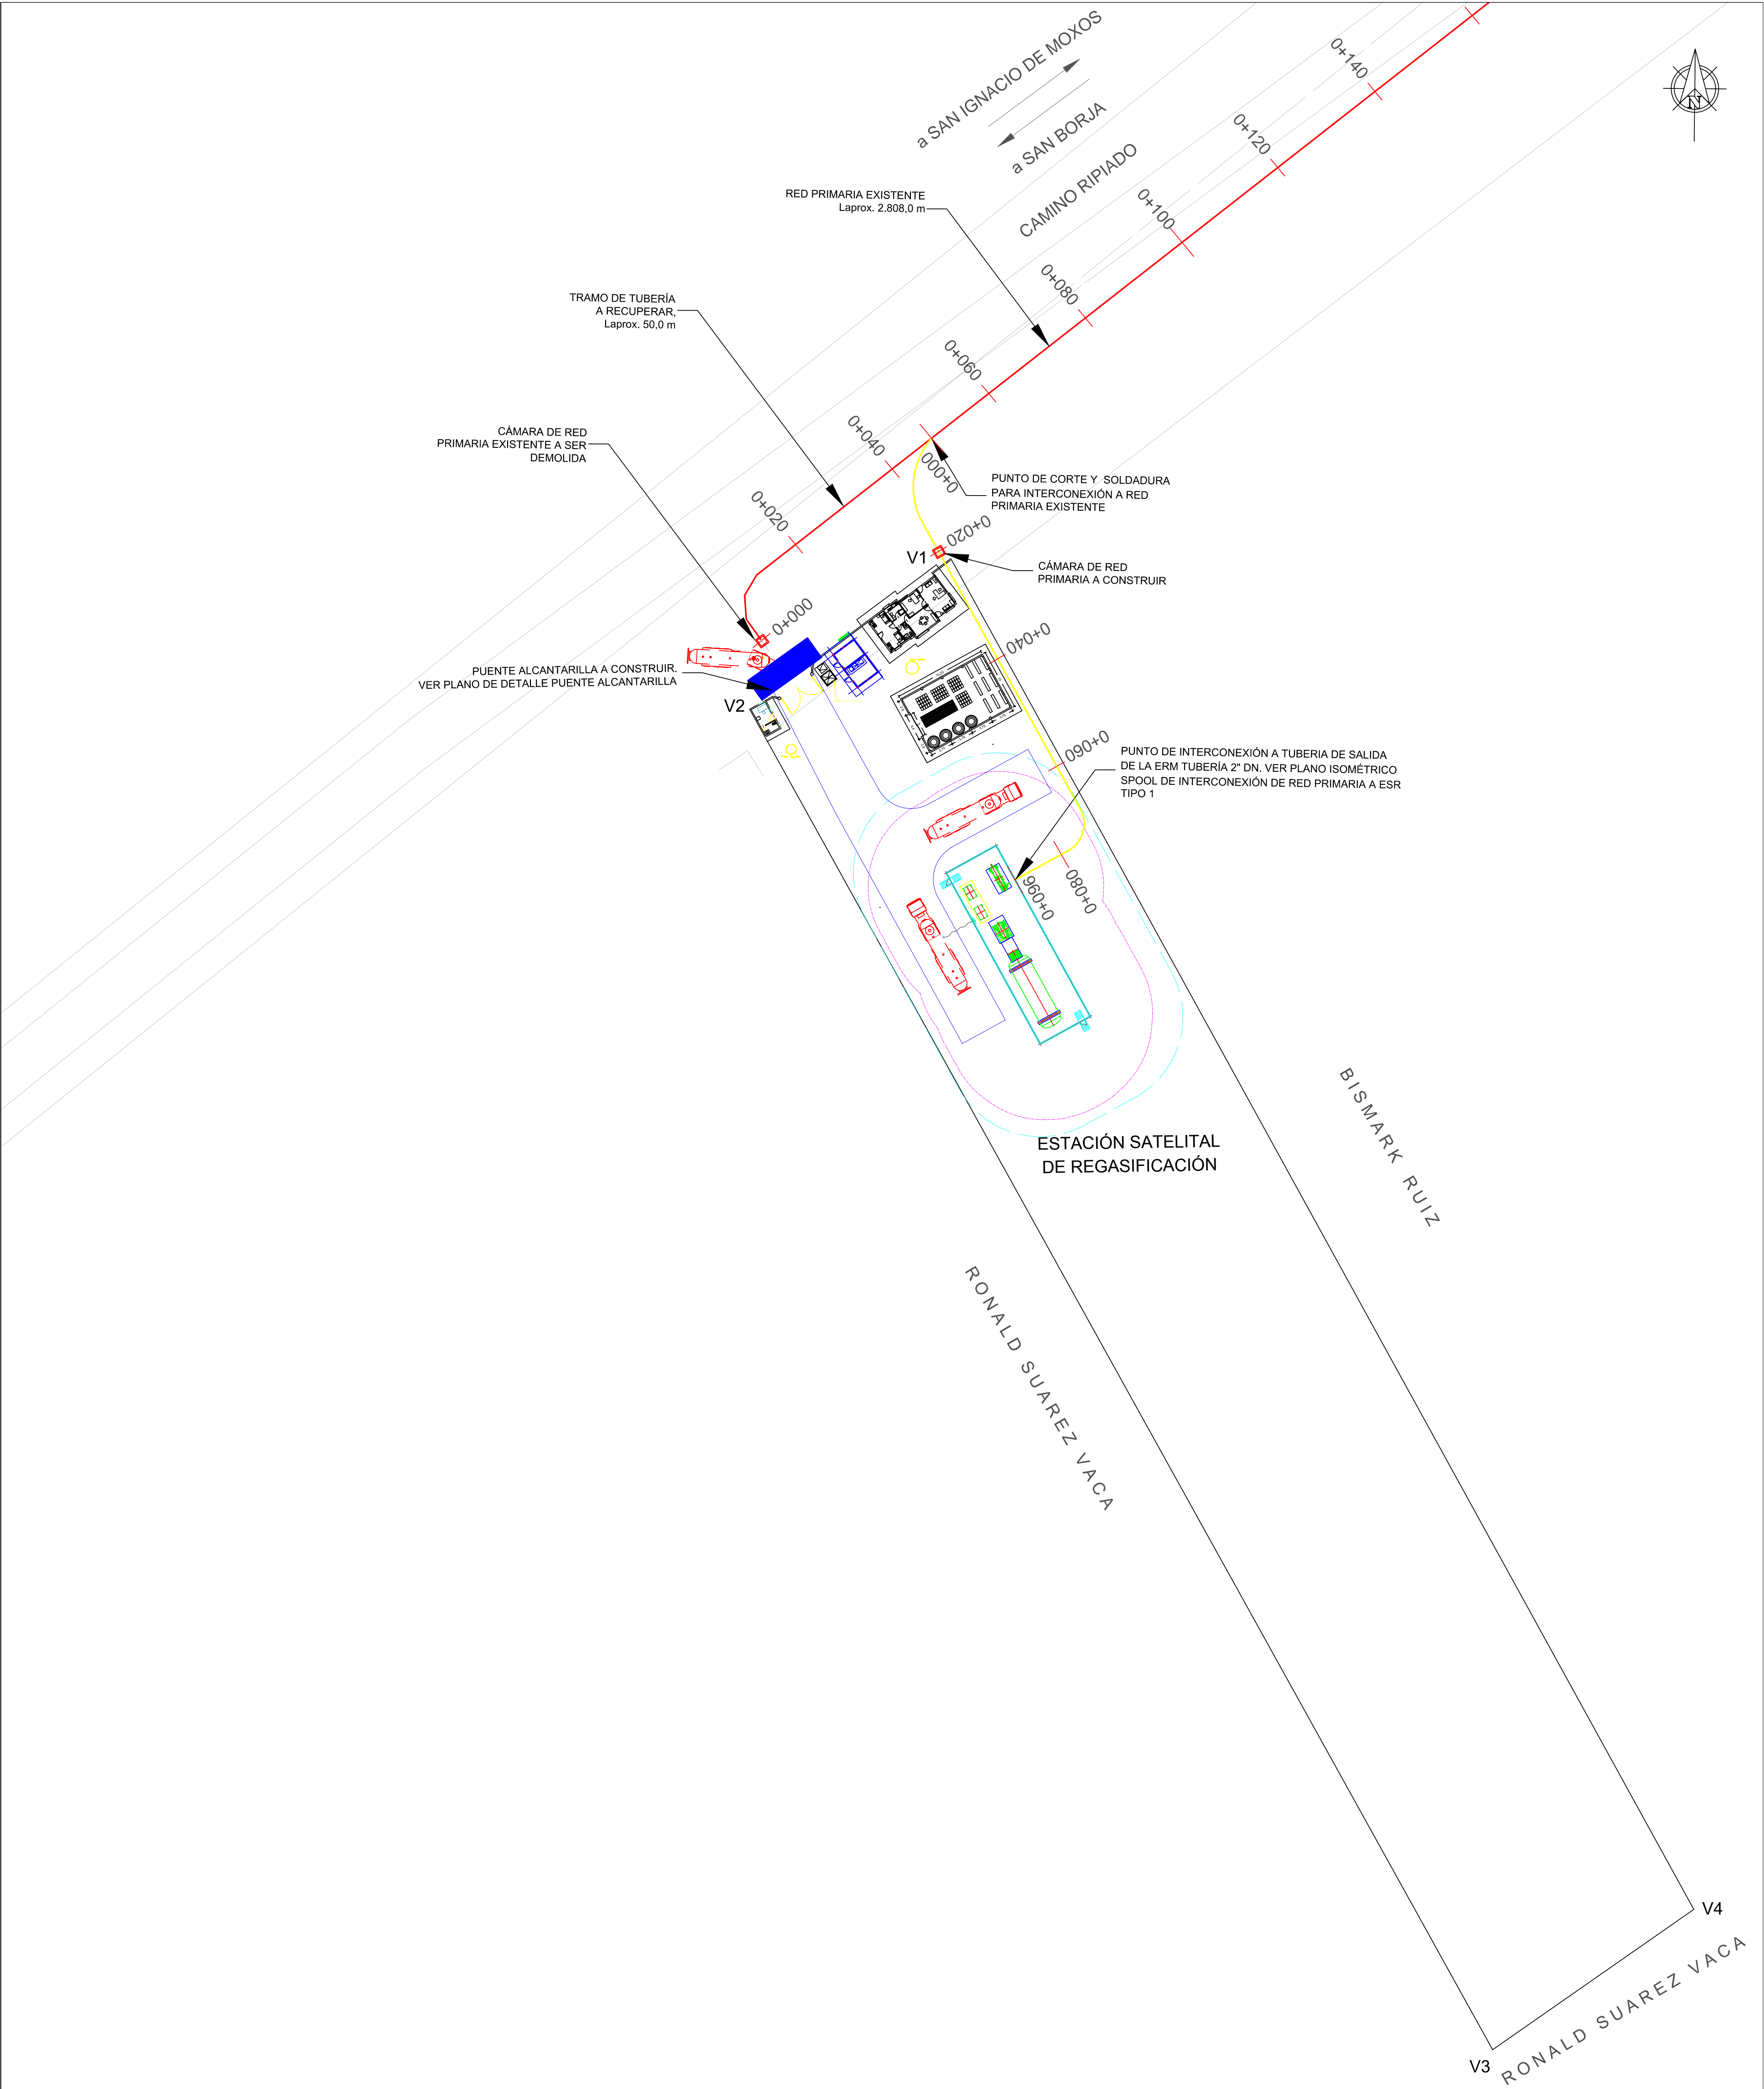 a SAN IGNACIO DE MOXOS
a SAN BORJA
CAMINO RIPIADO
N
0+140
0+120
0+100
0+080
0+060
0+040
0+020
0+000
RED PRIMARIA EXISTENTE
Laprox. 2.808,0 m
TRAMO DE TUBERÍA
A RECUPERAR,
Laprox. 50,0 m
CÁMARA DE RED
PRIMARIA EXISTENTE A SER
DEMOLIDA
PUNTO DE CORTE Y SOLDADURA
PARA INTERCONEXIÓN A RED
PRIMARIA EXISTENTE
0+000
0+020
V1
CÁMARA DE RED
PRIMARIA A CONSTRUIR
0+040
PUENTE ALCANTARILLA A CONSTRUIR.
VER PLANO DE DETALLE PUENTE ALCANTARILLA
V2
0+060
PUNTO DE INTERCONEXIÓN A TUBERIA DE SALIDA
DE LA ERM TUBERÍA 2" DN. VER PLANO ISOMÉTRICO
SPOOL DE INTERCONEXIÓN DE RED PRIMARIA A ESR
TIPO 1
0+080
0+096
ESTACIÓN SATELITAL
DE REGASIFICACIÓN
BISMARK RUIZ
RONALD SUAREZ VACA
V4
V3
RONALD SUAREZ VACA